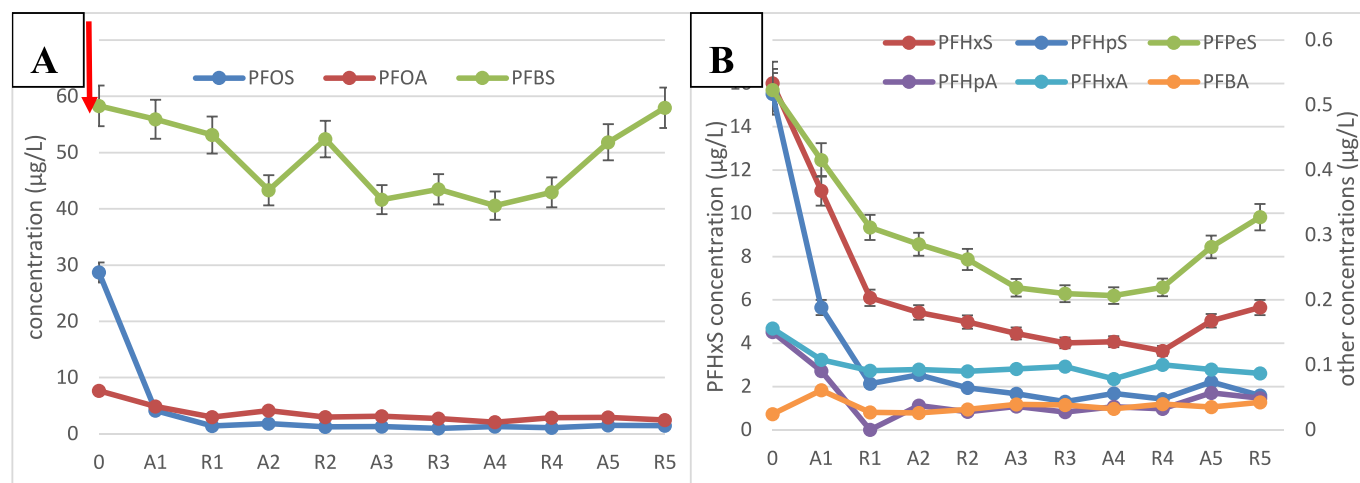 A
PFOS PFOA PFBS
concentration (µg/L)
60
50
40
30
20
10
0
0 A1 R1 A2 R2 A3 R3 A4 R4 A5 R5
B
PFHxS PFHpS PFPeS
PFHpA PFHxA PFBA
PFHxS concentration (µg/L)
16
14
12
10
8
6
4
2
0
other concentrations (µg/L)
0.6
0.5
0.4
0.3
0.2
0.1
0
0 A1 R1 A2 R2 A3 R3 A4 R4 A5 R5